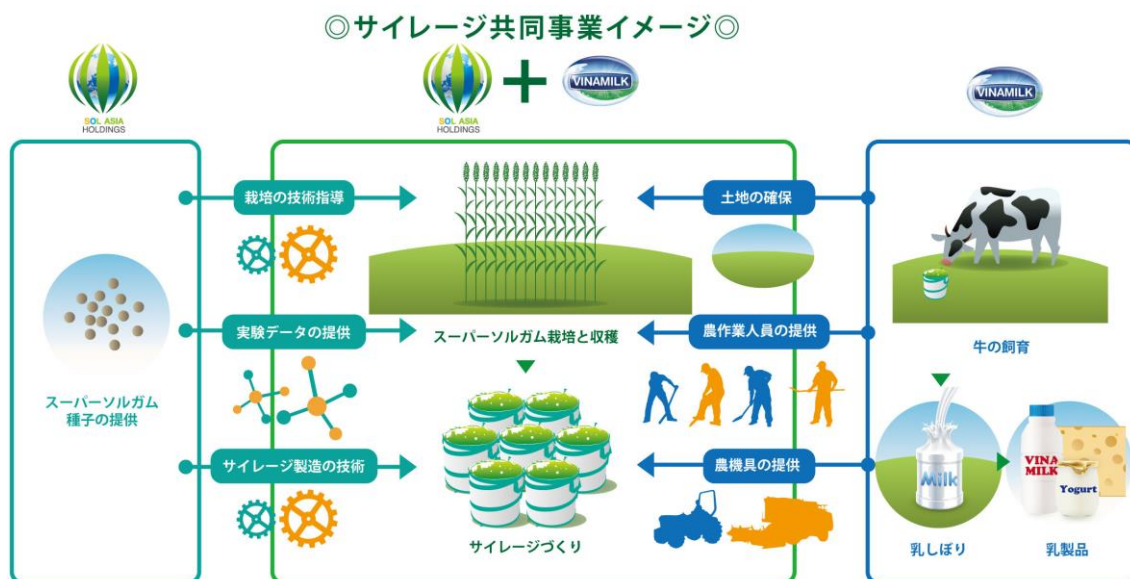 ◎サイレージ共同事業イメージ◎
SOL ASIA
HOLDINGS
SOL ASIA
HOLDINGS
+
VINAMILK
VINAMILK
スーパーソルガム
種子の提供
栽培の技術指導
実験データの提供
サイレージ製造の技術
スーパーソルガム栽培と収穫
サイレージづくり
土地の確保
農作業人員の提供
農機具の提供
牛の飼育
Milk
乳しぼり
VINA
MILK
Yogurt
乳製品